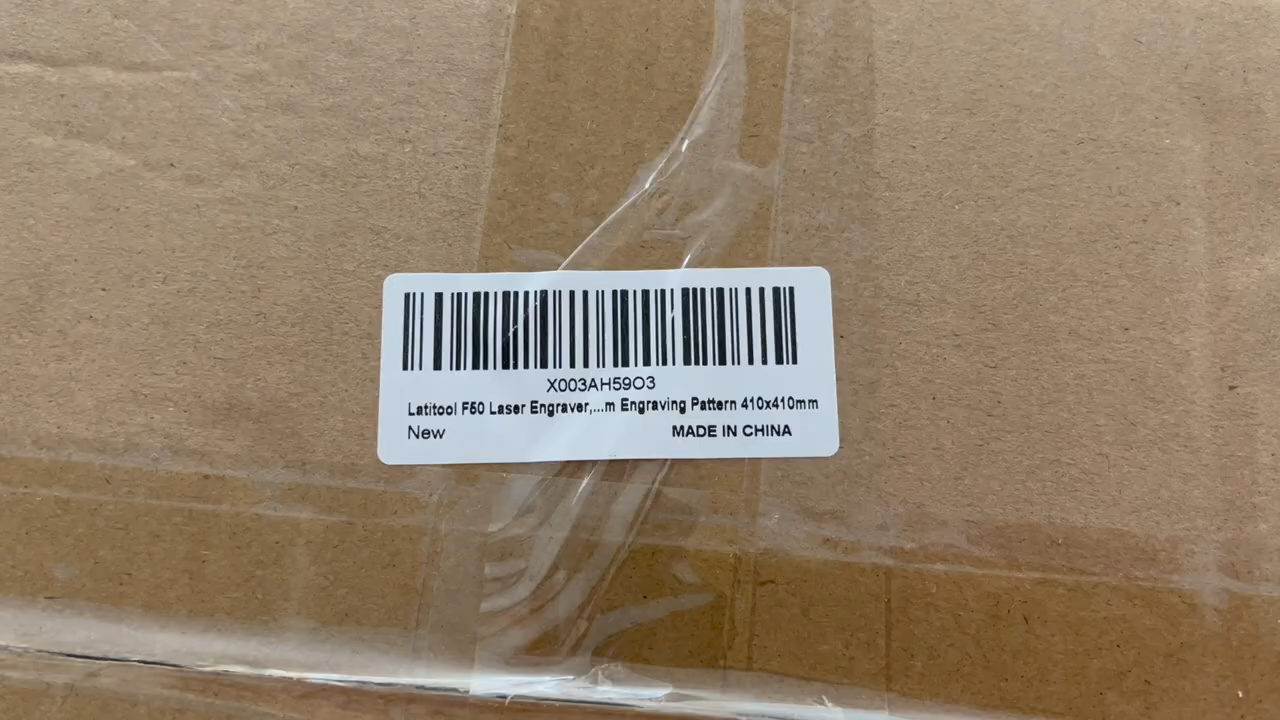 X003AH59O3
Latitool F50 Laser Engraver,...m Engraving Pattern 410x410mm
New
MADE IN CHINA